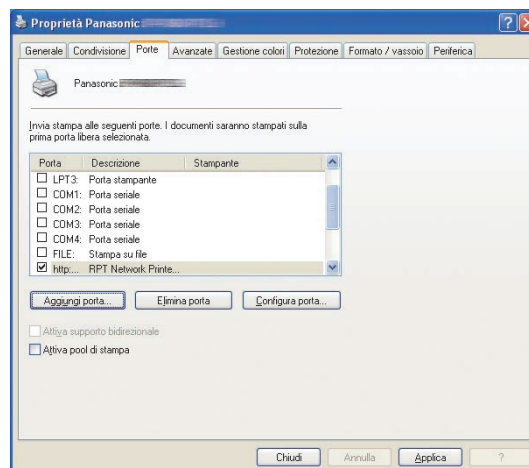 Proprietà Panasonic
Generale Condivisione Porte Avanzate Gestione colori Protezione Formato / vassoio Periferica
Panasonic
Invia stampa alle seguenti porte. I documenti saranno stampati sulla
prima porta libera selezionata.
Porta Descrizione Stampante
LPT3: Porta stampante
COM1: Porta seriale
COM2: Porta seriale
COM3: Porta seriale
COM4: Porta seriale
FILE: Stampa su file
http:... RPT Network Printe...
Aggiungi porta... Elimina porta Configura porta...
Attiva supporto bidirezionale
Attiva pool di stampa
Chiudi Annulla Applica ?